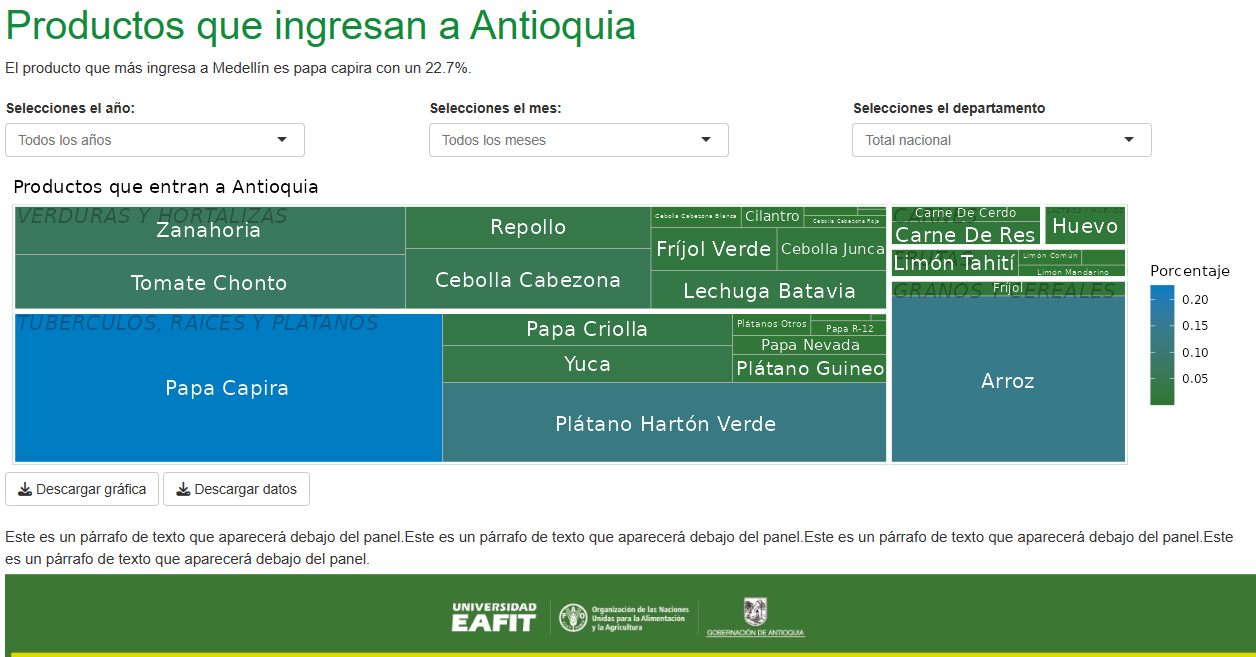 Productos que ingresan a Antioquia
El producto que más ingresa a Medellín es papa capira con un 22.7%.
Selecciones el año:
Selecciones el mes:
Selecciones el departamento
Todos los años
Todos los meses
Total nacional
Productos que entran a Antioquia
VERDURAS Y HORTALIZAS
Zanahoria
Tomate Chonto
Repollo
Cebolla Cabezona
Cebolla Cabezona Blanca
Cilantro
Cebolla Cabezona Roja
Fríjol Verde
Cebolla Junca
Lechuga Batavia
TUBERCULOS, RAICES Y PLATANOS
Papa Capira
Papa Criolla
Yuca
Plátanos Otros
Papa R-12
Papa Nevada
Plátano Guineo
Plátano Hartón Verde
CARNES
Carne De Cerdo
Carne De Res
LACTEOS Y HUEVOS
Huevo
FRUTAS
Limón Tahití
Limón Común
Limón Mandarino
GRANOS Y CEREALES
Fríjol
Arroz
Porcentaje
0.20
0.15
0.10
0.05
Descargar gráfica
Descargar datos
Este es un párrafo de texto que aparecerá debajo del panel.Este es un párrafo de texto que aparecerá debajo del panel.Este es un párrafo de texto que aparecerá debajo del panel.Este
es un párrafo de texto que aparecerá debajo del panel.
UNIVERSIDAD
EAFIT
FAO
Organización de las Naciones
Unidas para la Alimentación
y la Agricultura
GOBERNACIÓN DE ANTIOQUIA